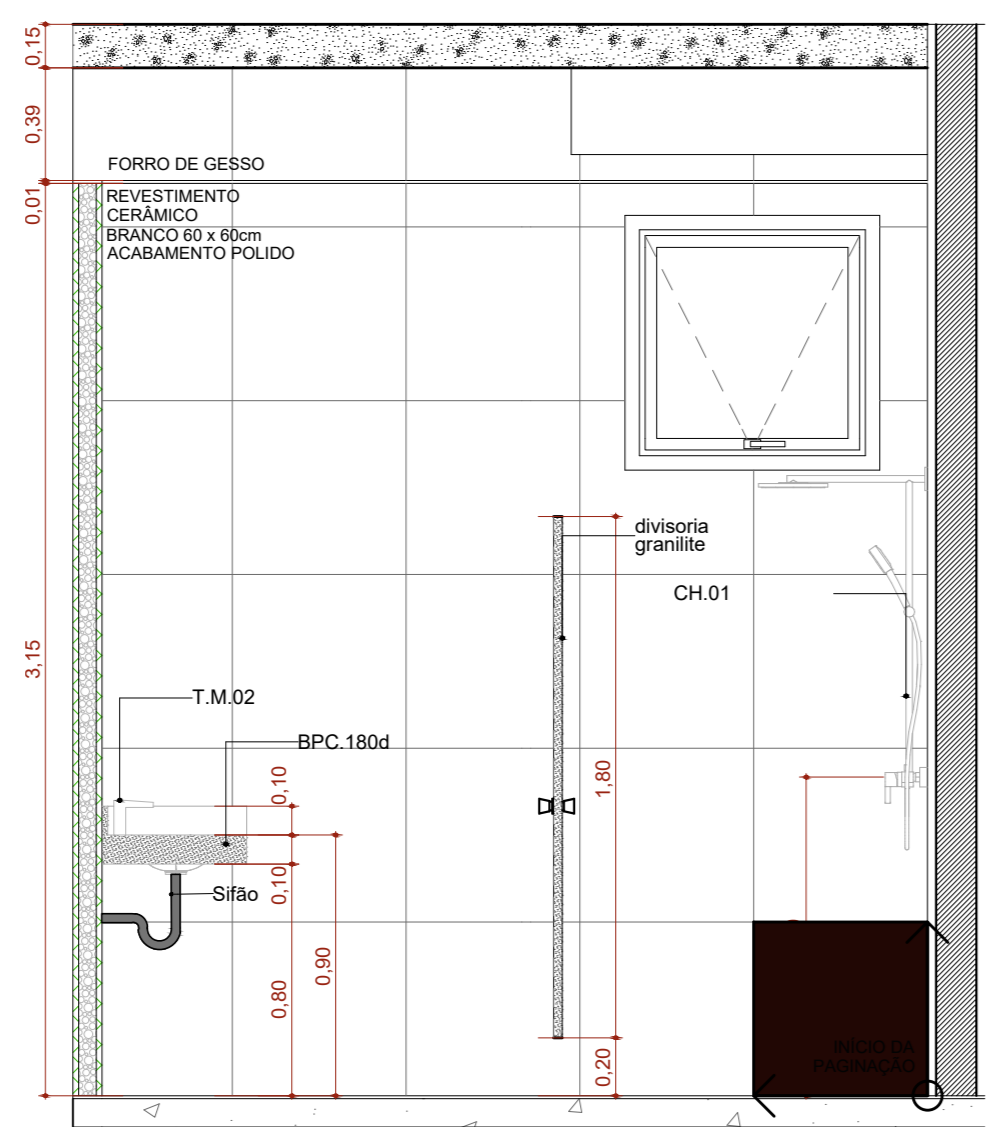 0,15
0,39
FORRO DE GESSO
0,01
REVESTIMENTO
CERÂMICO
BRANCO 60 x 60cm
ACABAMENTO POLIDO
divisoria
granilite
CH.01
3,15
T.M.02
BPC.180d
0,10
1,80
0,10
Sifão
0,90
0,80
0,20
INÍCIO DA
PAGINAÇÃO